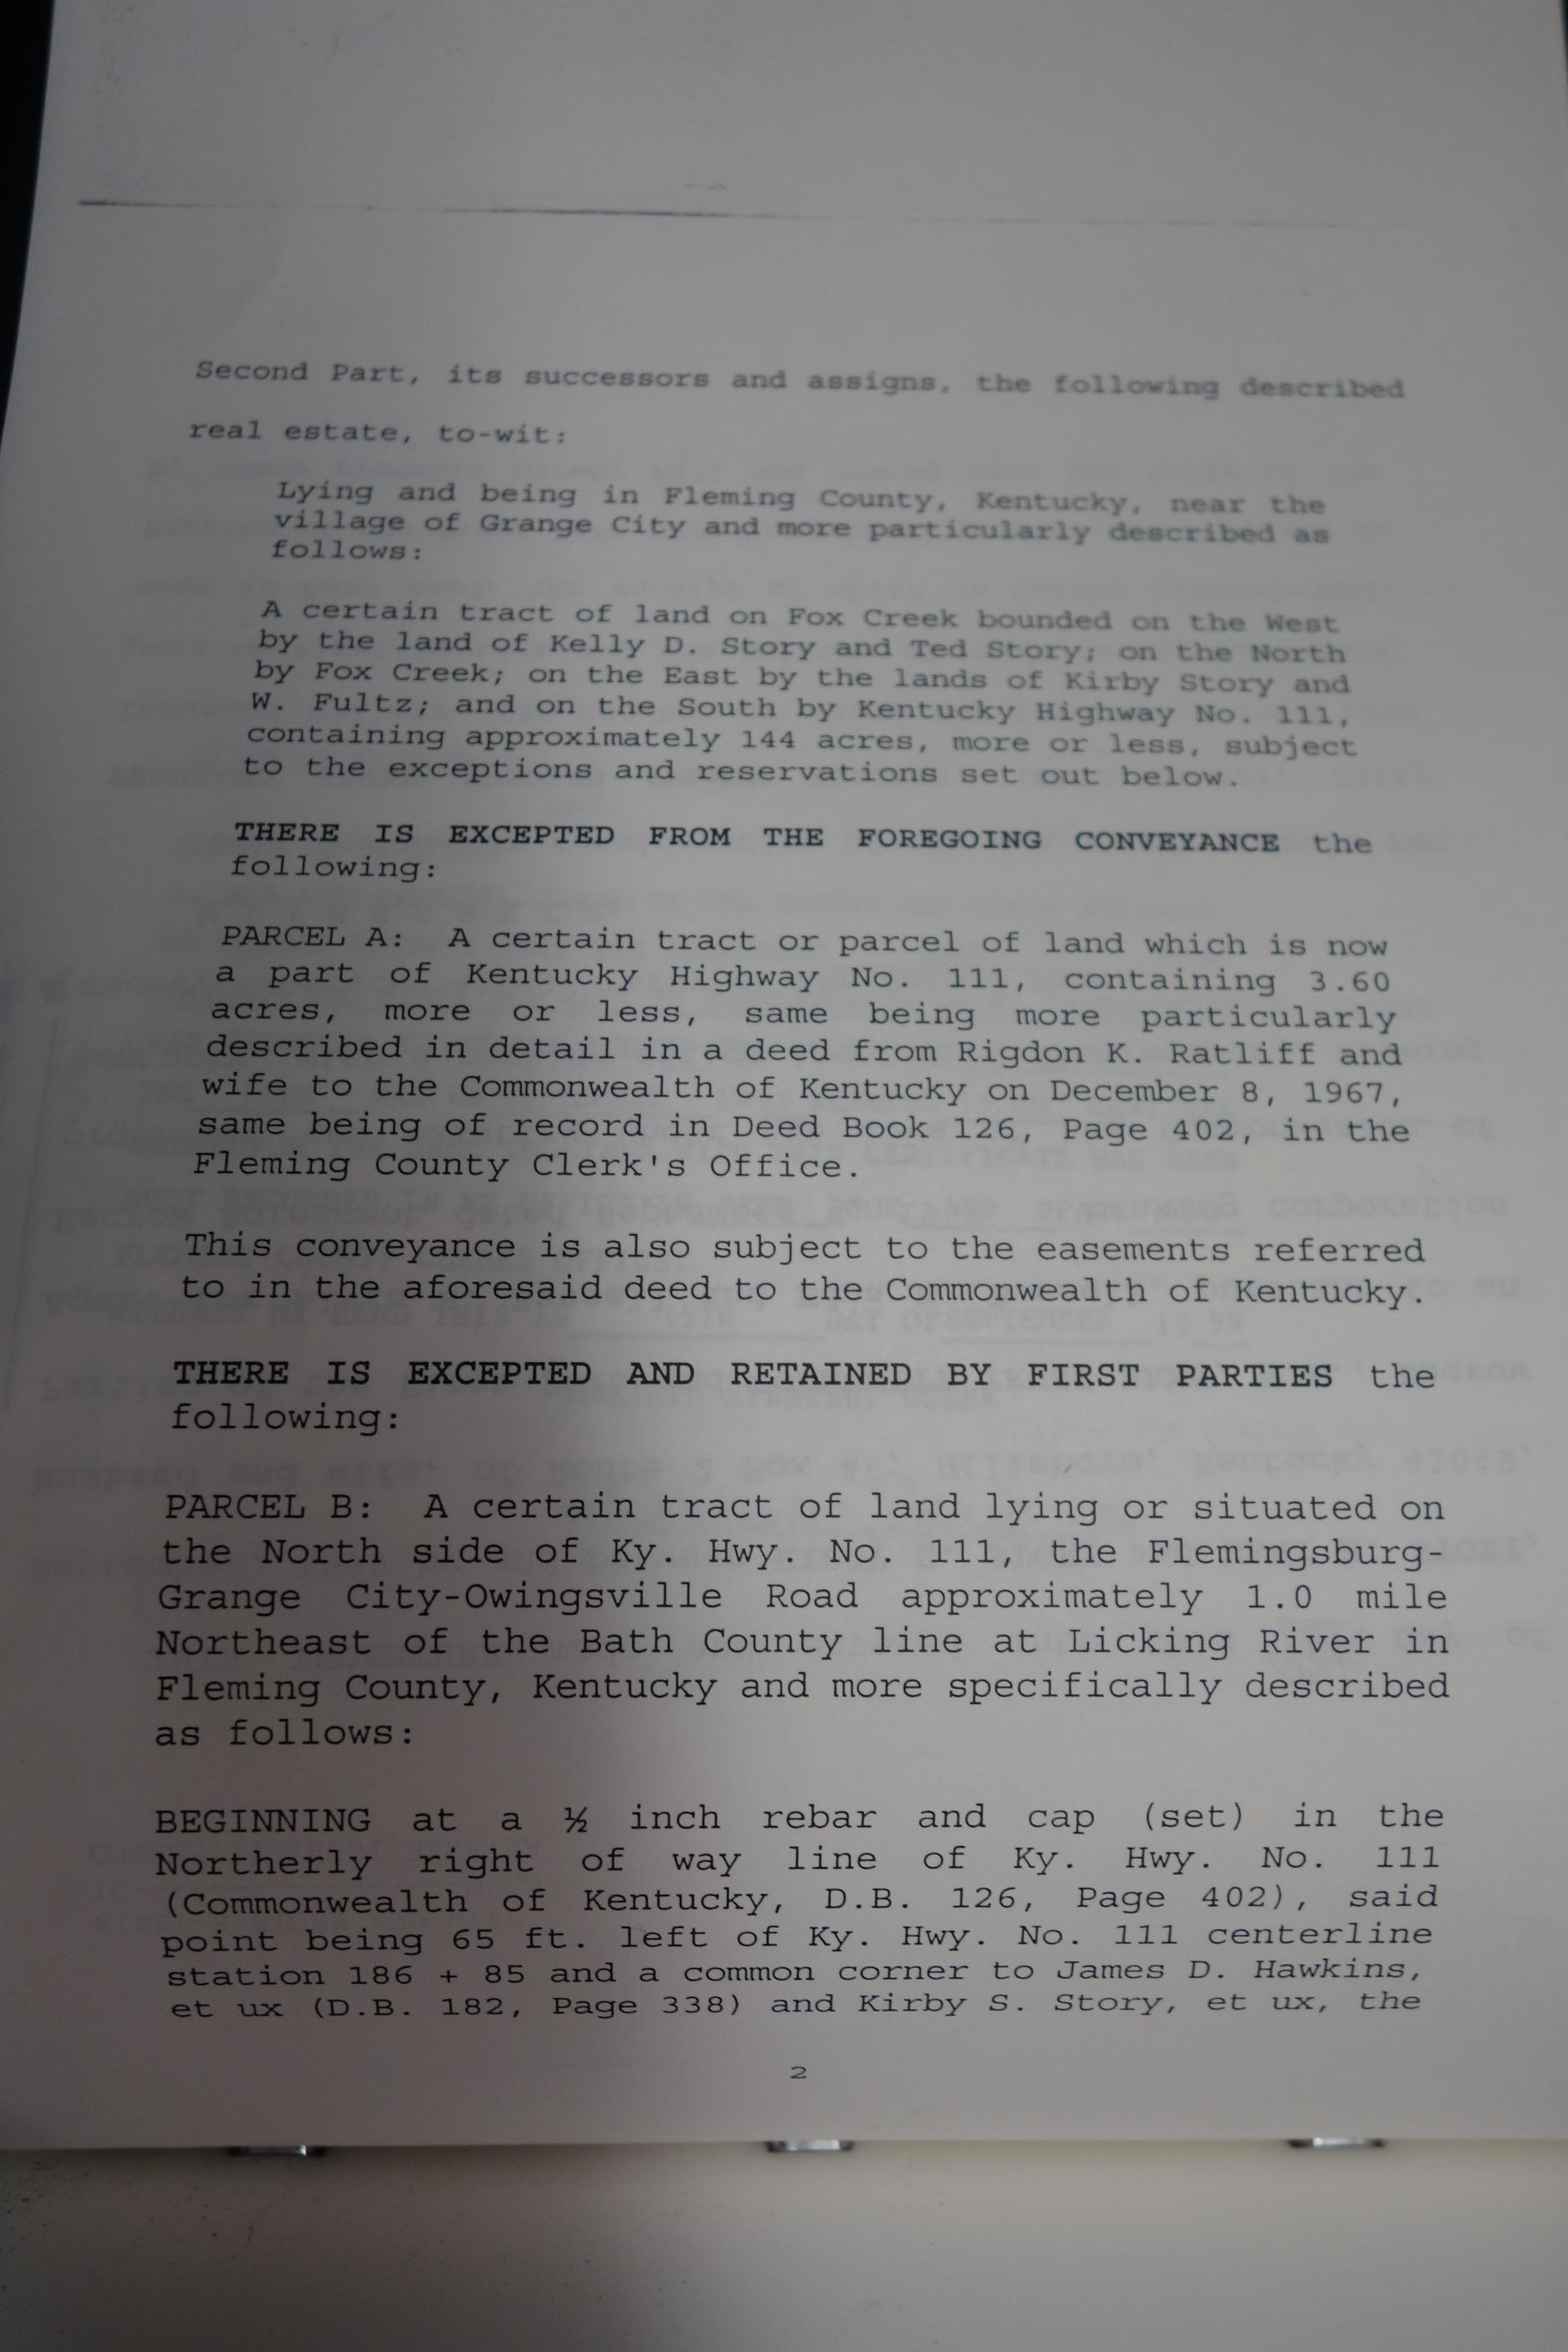 Second Part, its successors and assigns, the following described
real estate, to-wit:
Lying and being in Fleming County, Kentucky, near the
village of Grange City and more particularly described as
follows:
A certain tract of land on Fox Creek bounded on the West
by the land of Kelly D. Story and Ted Story; on the North
by Fox Creek; on the East by the lands of Kirby Story and
W. Fultz; and on the South by Kentucky Highway No. 111,
containing approximately 144 acres, more or less, subject
to the exceptions and reservations set out below.
THERE IS EXCEPTED FROM THE FOREGOING CONVEYANCE the
following:
PARCEL A: A certain tract or parcel of land which is now
a part of Kentucky Highway No. 111, containing 3.60
acres, more or less, same being more particularly
described in detail in a deed from Rigdon K. Ratliff and
wife to the Commonwealth of Kentucky on December 8, 1967,
same being of record in Deed Book 126, Page 402, in the
Fleming County Clerk's Office.
This conveyance is also subject to the easements referred
to in the aforesaid deed to the Commonwealth of Kentucky.
THERE IS EXCEPTED AND RETAINED BY FIRST PARTIES the
following:
PARCEL B: A certain tract of land lying or situated on
the North side of Ky. Hwy. No. 111, the Flemingsburg-
Grange City-Owingsville Road approximately 1.0 mile
Northeast of the Bath County line at Licking River in
Fleming County, Kentucky and more specifically described
as follows:
BEGINNING at a ½ inch rebar and cap (set) in the
Northerly right of way line of Ky. Hwy. No. 111
(Commonwealth of Kentucky, D.B. 126, Page 402), said
point being 65 ft. left of Ky. Hwy. No. 111 centerline
station 186 + 85 and a common corner to James D. Hawkins,
et ux (D.B. 182, Page 338) and Kirby S. Story, et ux, the
2